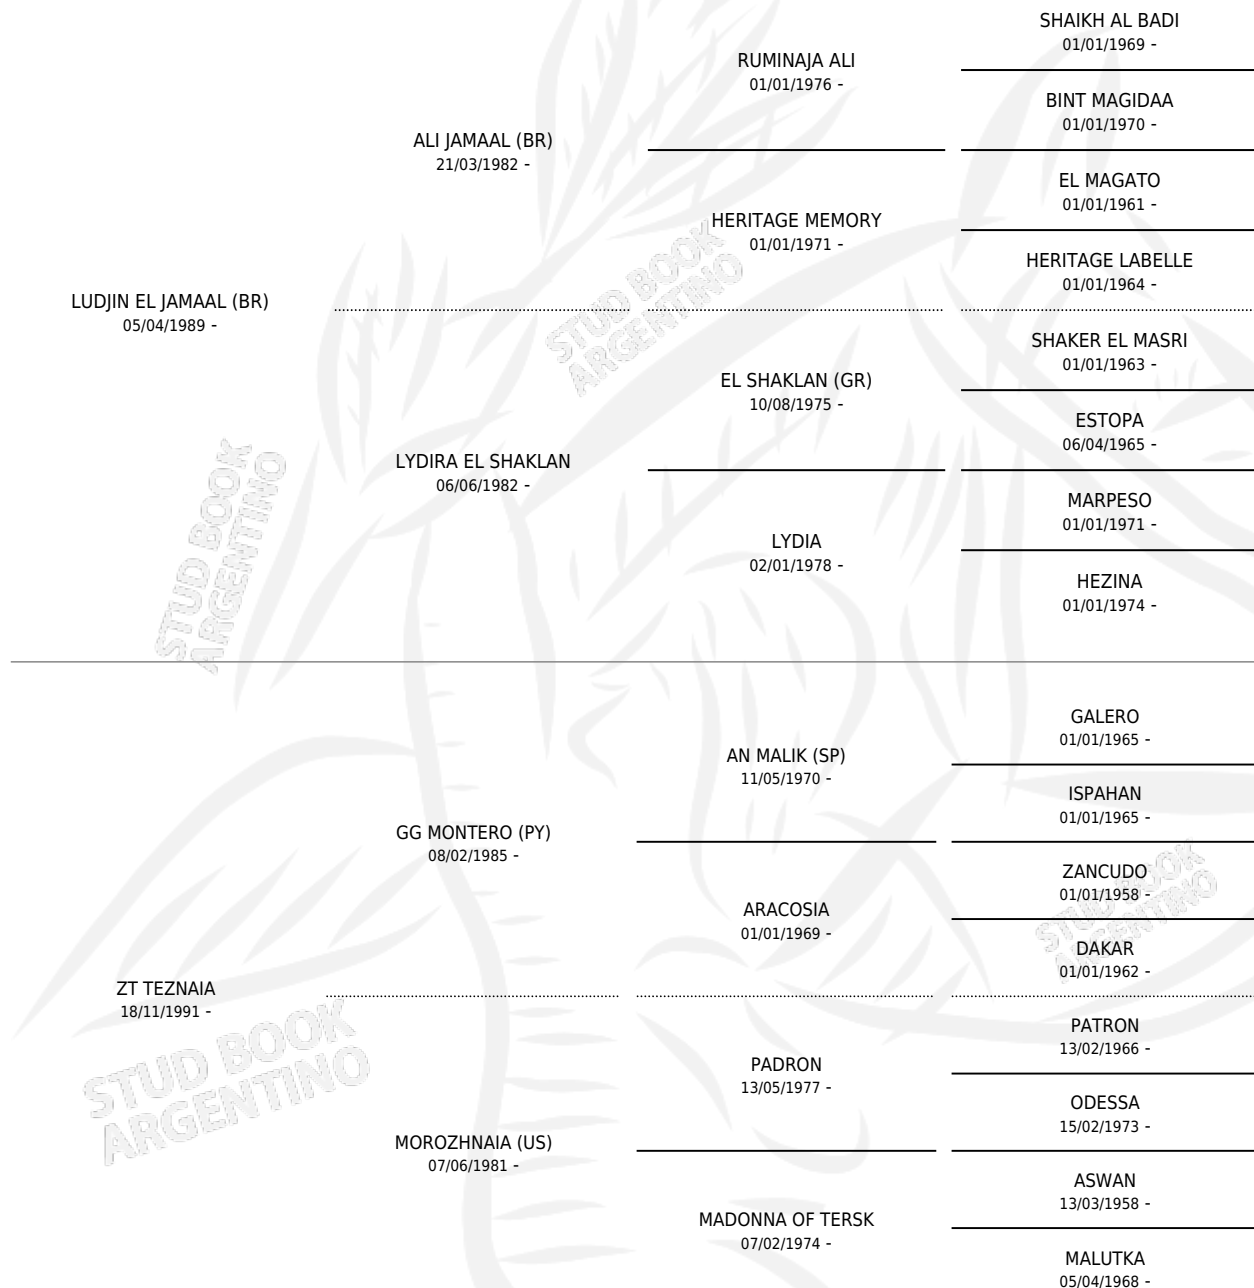 SHAIKH AL BADI
01/01/1969 -
RUMINAJA ALI
01/01/1976 -
BINT MAGIDAA
01/01/1970 -
ALI JAMAAL (BR)
21/03/1982 -
EL MAGATO
01/01/1961 -
HERITAGE MEMORY
01/01/1971 -
HERITAGE LABELLE
01/01/1964 -
LUDJIN EL JAMAAL (BR)
05/04/1989 -
SHAKER EL MASRI
01/01/1963 -
EL SHAKLAN (GR)
10/08/1975 -
ESTOPA
06/04/1965 -
LYDIRA EL SHAKLAN
06/06/1982 -
MARPESO
01/01/1971 -
LYDIA
02/01/1978 -
HEZINA
01/01/1974 -
GALERO
01/01/1965 -
AN MALIK (SP)
11/05/1970 -
ISPAHAN
01/01/1965 -
GG MONTERO (PY)
08/02/1985 -
ZANCUDO
01/01/1958 -
ARACOSIA
01/01/1969 -
DAKAR
01/01/1962 -
ZT TEZNAIA
18/11/1991 -
PATRON
13/02/1966 -
PADRON
13/05/1977 -
ODESSA
15/02/1973 -
MOROZHNAIA (US)
07/06/1981 -
ASWAN
13/03/1958 -
MADONNA OF TERSK
07/02/1974 -
MALUTKA
05/04/1968 -
STUD BOOK
ARGENTINO
STUD BOOK
ARGENTINO
STUD BOOK
ARGENTINO
STUD BOOK
ARGENTINO